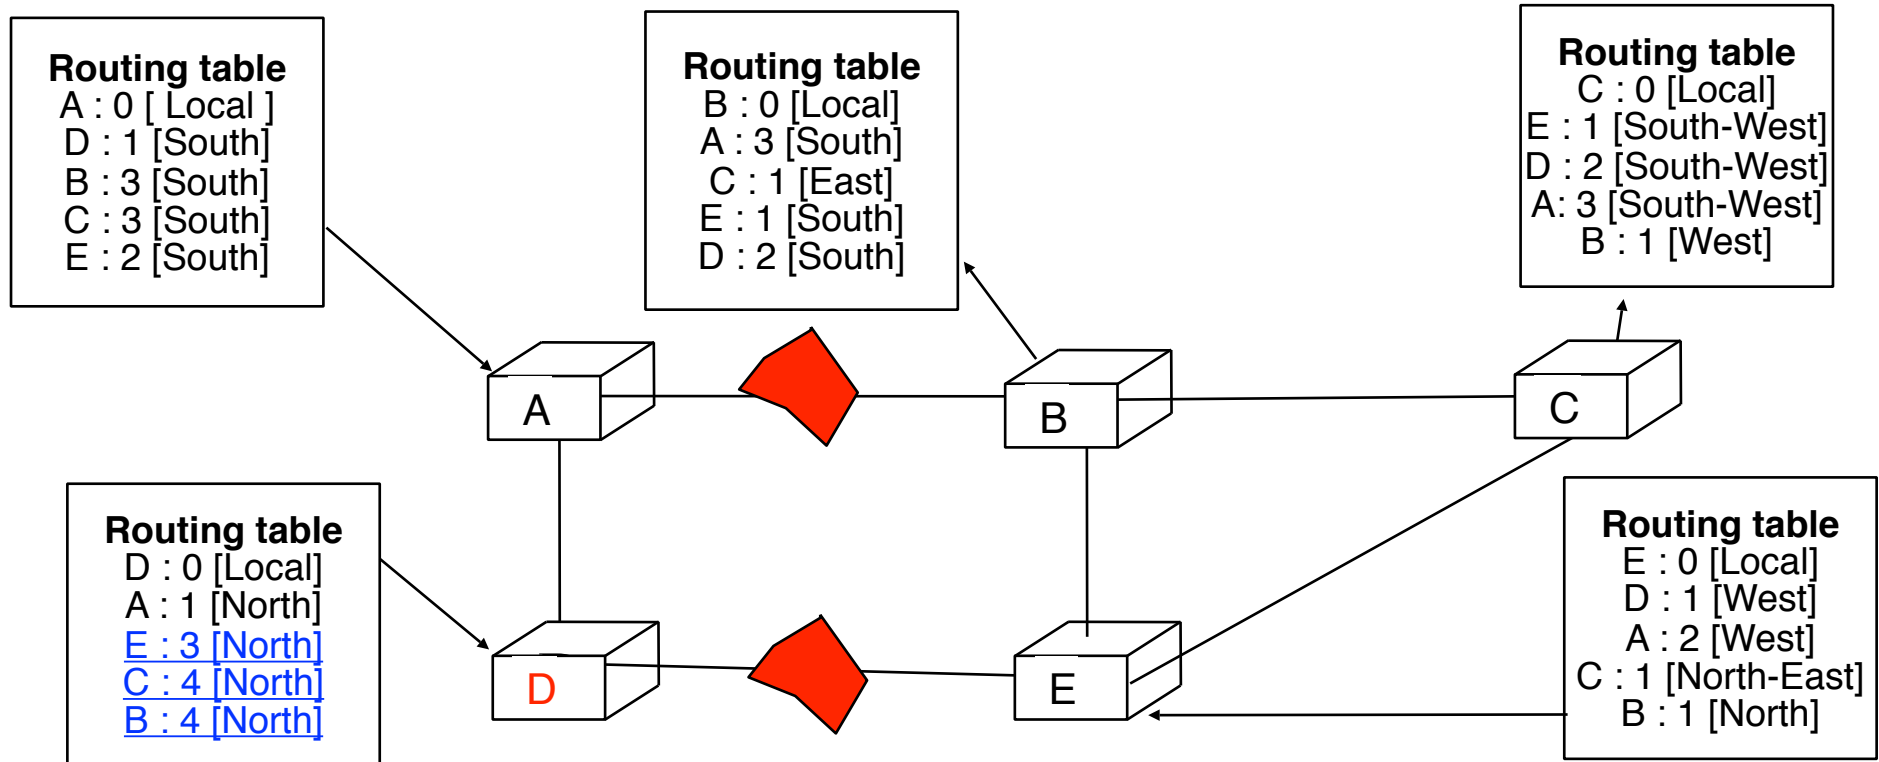 Routing table
A : 0 [ Local ]
D : 1 [South]
B : 3 [South]
C : 3 [South]
E : 2 [South]
Routing table
B : 0 [Local]
A : 3 [South]
C : 1 [East]
E : 1 [South]
D : 2 [South]
Routing table
C : 0 [Local]
E : 1 [South-West]
D : 2 [South-West]
A: 3 [South-West]
B : 1 [West]
A
B
C
Routing table
D : 0 [Local]
A : 1 [North]
E : 3 [North]
C : 4 [North]
B : 4 [North]
D
E
Routing table
E : 0 [Local]
D : 1 [West]
A : 2 [West]
C : 1 [North-East]
B : 1 [North]